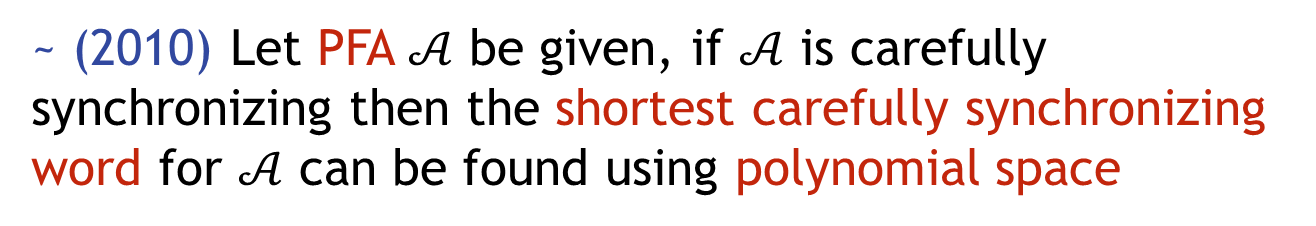 ~ (2010) Let PFA 𝒜 be given, if 𝒜 is carefully
synchronizing then the shortest carefully synchronizing
word for 𝒜 can be found using polynomial space